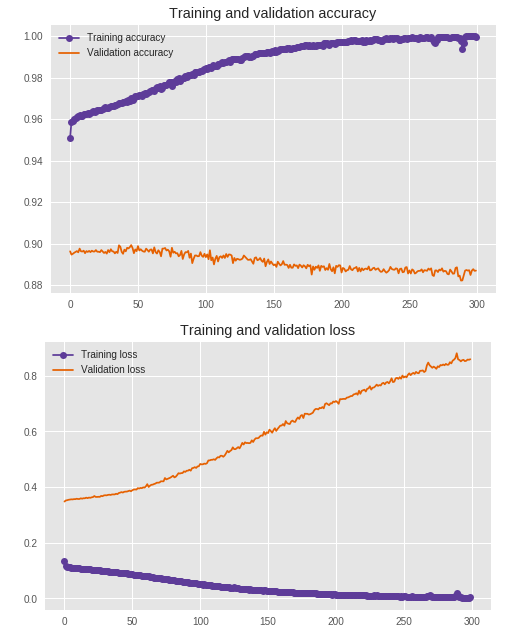 Training and validation accuracy
1.00
0.98
0.96
0.94
0.92
0.90
0.88
Training accuracy
Validation accuracy
0 50 100 150 200 250 300
Training and validation loss
0.8
0.6
0.4
0.2
0.0
Training loss
Validation loss
0 50 100 150 200 250 300